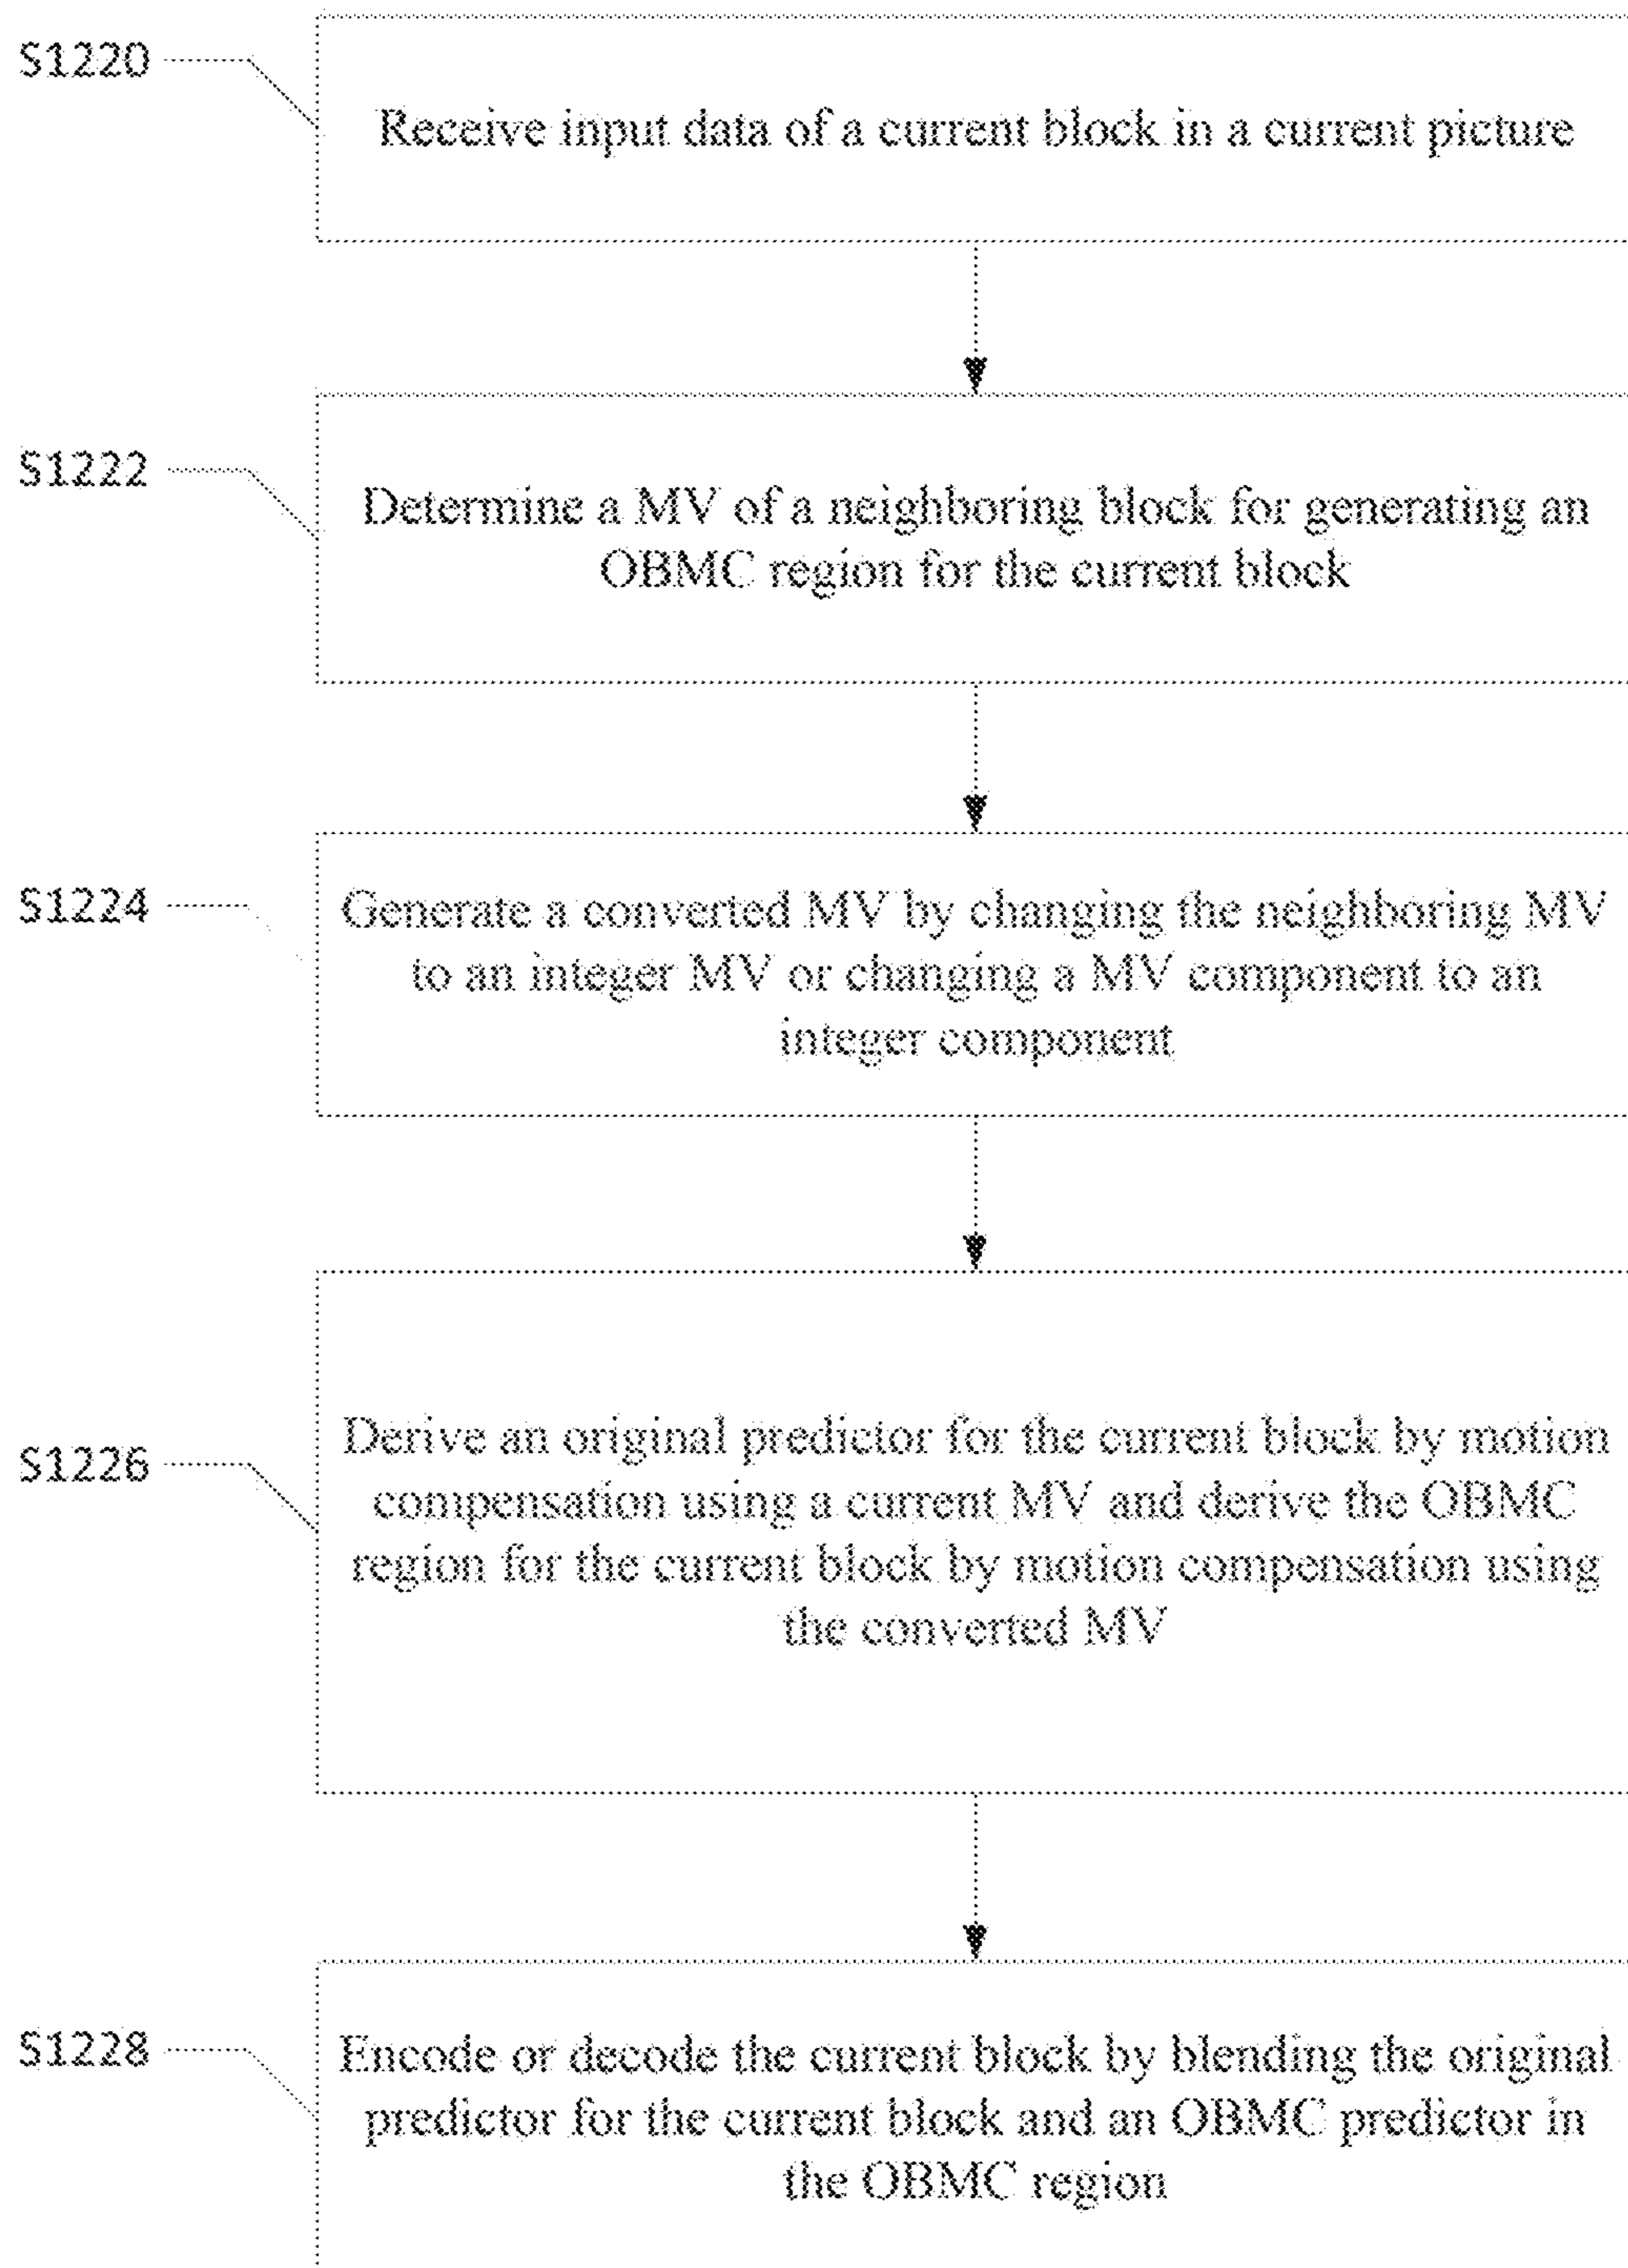 S1220
Receive input data of a current block in a current picture
S1222
Determine a MV of a neighboring block for generating an
OBMC region for the current block
S1224
Generate a converted MV by changing the neighboring MV
to an integer MV or changing a MV component to an
integer component
S1226
Derive an original predictor for the current block by motion
compensation using a current MV and derive the OBMC
region for the current block by motion compensation using
the converted MV
S1228
Encode or decode the current block by blending the original
predictor for the current block and an OBMC predictor in
the OBMC region